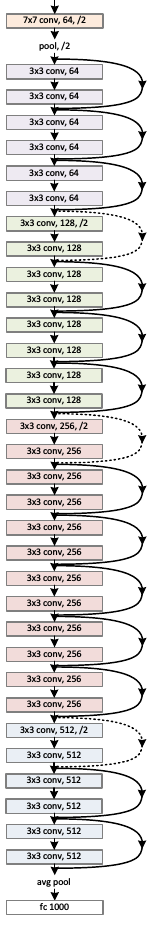 7x7 conv, 64, /2
pool, /2
3x3 conv, 64
3x3 conv, 64
3x3 conv, 64
3x3 conv, 64
3x3 conv, 64
3x3 conv, 64
3x3 conv, 128, /2
3x3 conv, 128
3x3 conv, 128
3x3 conv, 128
3x3 conv, 128
3x3 conv, 128
3x3 conv, 128
3x3 conv, 128
3x3 conv, 256, /2
3x3 conv, 256
3x3 conv, 256
3x3 conv, 256
3x3 conv, 256
3x3 conv, 256
3x3 conv, 256
3x3 conv, 256
3x3 conv, 256
3x3 conv, 256
3x3 conv, 256
3x3 conv, 256
3x3 conv, 512, /2
3x3 conv, 512
3x3 conv, 512
3x3 conv, 512
3x3 conv, 512
3x3 conv, 512
avg pool
fc 1000